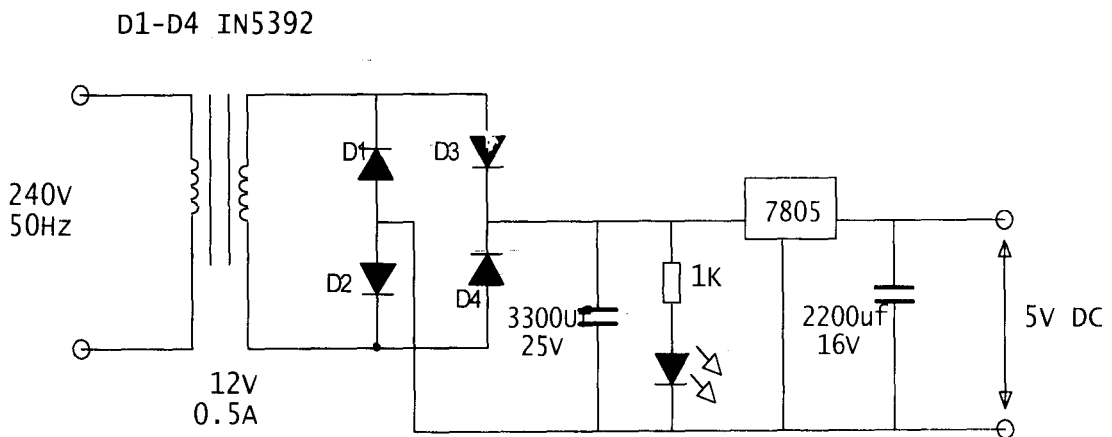 D1-D4 IN5392
D1
D3
240V
50Hz
7805
D2
D4
1K
3300U
25V
2200uf
16V
5V DC
12V
0.5A